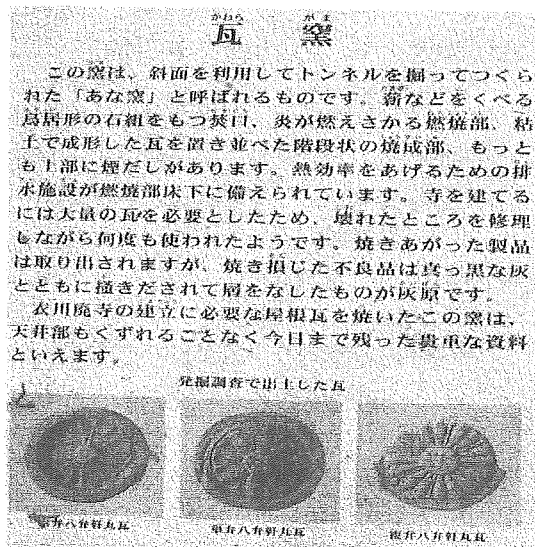 かわら がま
瓦 窯
この窯は、斜面を利用してトンネルを掘ってつくら
れた「あな窯」と呼ばれるものです。薪などをくべる
鳥居形の石組をもつ焚口、炎が燃えさかる燃焼部、粘
土で成形した瓦を置き並べた階段状の焼成部、もっと
も上部に煙だしがあります。熱効率をあげるための排
水施設が燃焼部床下に備えられています。寺を建てる
には大量の瓦を必要としたため、壊れたところを修理
しながら何度も使われたようです。焼きあがった製品
は取り出されますが、焼き損じた不良品は真っ黒な灰
とともに掻きだされて層をなしたものが灰原です。
衣川廃寺の建立に必要な屋根瓦を焼いたこの窯は、
天井部もくずれることなく今日まで残った貴重な資料
といえます。
発掘調査で出土した瓦
単弁八弁軒丸瓦
単弁八弁軒丸瓦
複弁八弁軒丸瓦